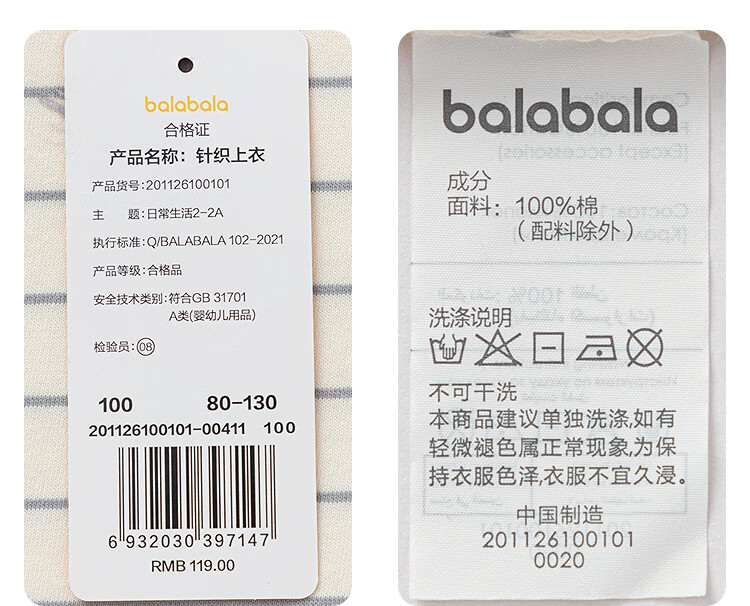 balabala
合格证
产品名称：针织上衣
产品货号：201126100101
主 题：日常生活2-2A
执行标准：Q/BALABALA 102-2021
产品等级：合格品
安全技术类别：符合GB 31701
A类(婴幼儿用品)
检验员：08
100 80-130
201126100101-00411 100
6 932030 397147
RMB 119.00
balabala
成分
面料：100%棉
（配料除外）
洗涤说明
不可干洗
本商品建议单独洗涤,如有
轻微褪色属正常现象,为保
持衣服色泽,衣服不宜久浸。
中国制造
201126100101
0020